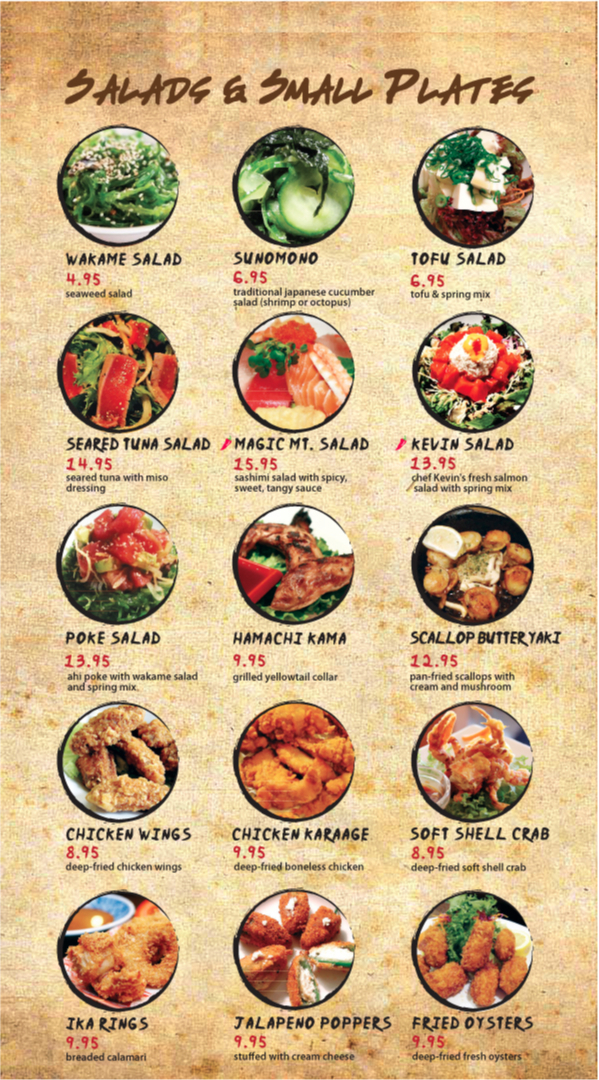 SALADS & SMALL PLATES
WAKAME SALAD
4.95
seaweed salad
SUNOMONO
6.95
traditional japanese cucumber
salad (shrimp or octopus)
TOFU SALAD
6.95
tofu & spring mix
SEARED TUNA SALAD
14.95
seared tuna with miso
dressing
MAGIC MT. SALAD
15.95
sashimi salad with spicy,
sweet, tangy sauce
KEVIN SALAD
13.95
chef Kevin's fresh salmon
salad with spring mix
POKE SALAD
13.95
ahi poke with wakame salad
and spring mix.
HAMACHI KAMA
9.95
grilled yellowtail collar
SCALLOP BUTTERYAKI
12.95
pan-fried scallops with
cream and mushroom
CHICKEN WINGS
8.95
deep-fried chicken wings
CHICKEN KARAAGE
9.95
deep-fried boneless chicken
SOFT SHELL CRAB
8.95
deep-fried soft shell crab
IKA RINGS
9.95
breaded calamari
JALAPENO POPPERS
9.95
stuffed with cream cheese
FRIED OYSTERS
9.95
deep-fried fresh oysters